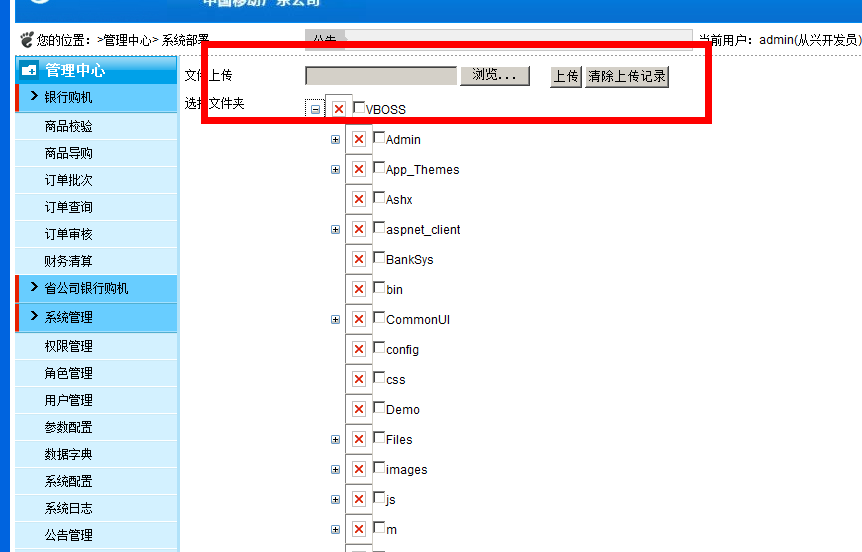 中国移动广东公司
您的位置：>管理中心> 系统部署
公告
当前用户：admin(从兴开发员)
管理中心
银行购机
商品校验
商品导购
订单批次
订单查询
订单审核
财务清算
省公司银行购机
系统管理
权限管理
角色管理
用户管理
参数配置
数据字典
系统配置
系统日志
公告管理
文件上传
浏览...
上传
清除上传记录
选择文件夹
VBOSS
Admin
App_Themes
Ashx
aspnet_client
BankSys
bin
CommonUI
config
css
Demo
Files
images
js
m